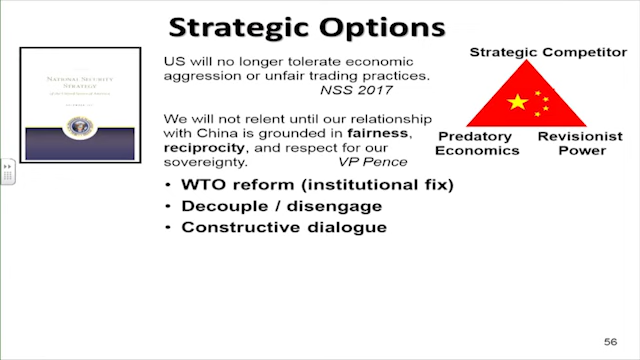 Strategic Options
NATIONAL SECURITY
STRATEGY
US will no longer tolerate economic
aggression or unfair trading practices.
NSS 2017
We will not relent until our relationship
with China is grounded in fairness,
reciprocity, and respect for our
sovereignty. VP Pence
Strategic Competitor
Predatory
Economics
Revisionist
Power
• WTO reform (institutional fix)
• Decouple / disengage
• Constructive dialogue
56